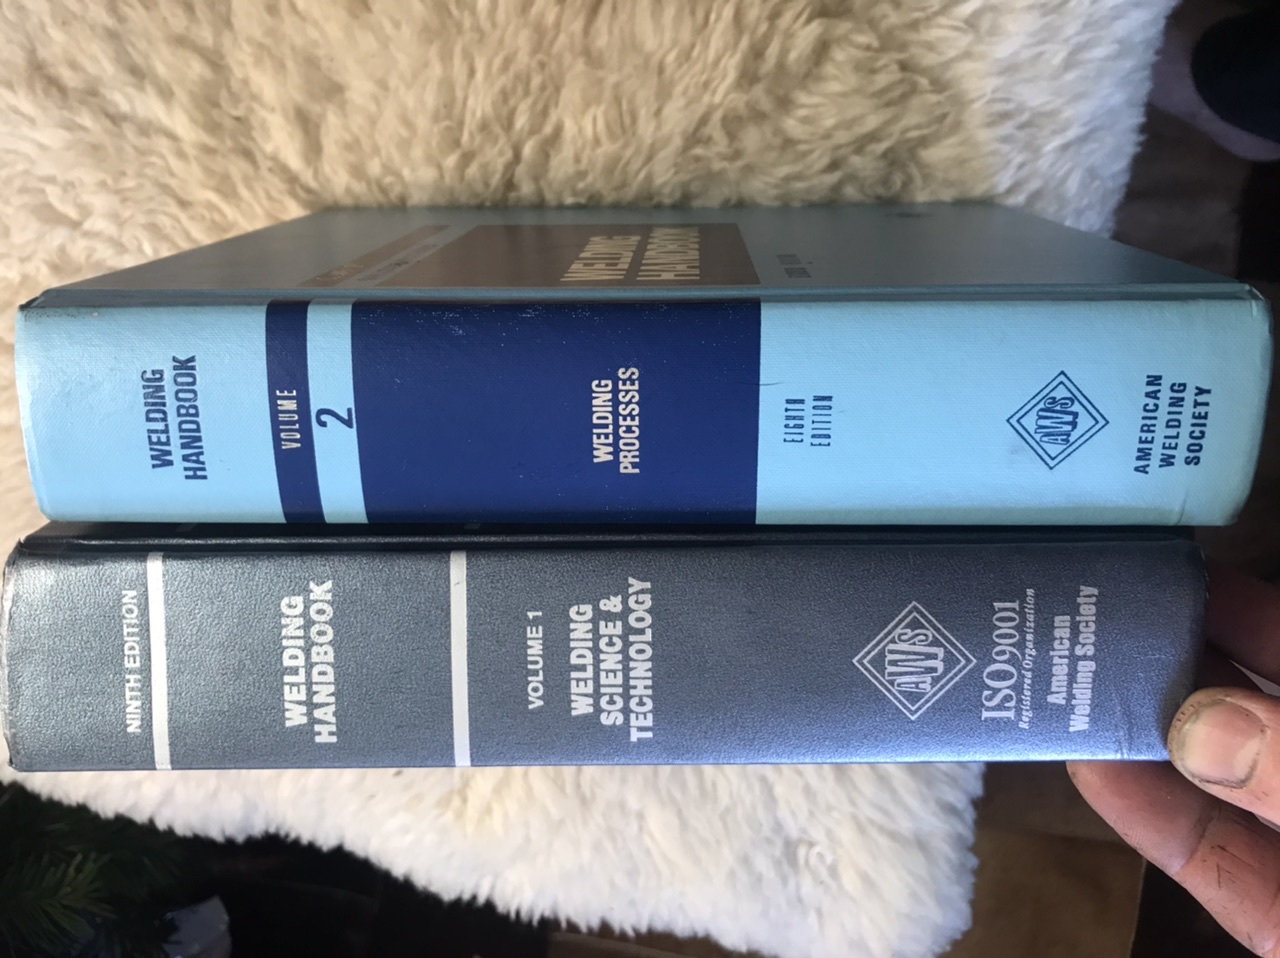 WELDING
HANDBOOK
VOLUME
2
WELDING
PROCESSES
EIGHTH
EDITION
AWS
AMERICAN
WELDING
SOCIETY
WELDING
HANDBOOK
NINTH EDITION
WELDING
HANDBOOK
VOLUME 1
WELDING
SCIENCE &
TECHNOLOGY
AWS
ISO9001
Registered Organization
American
Welding Society